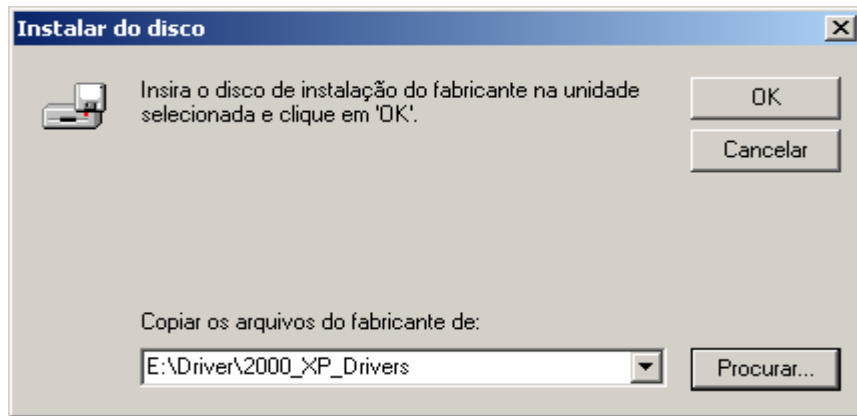 Instalar do disco
Insira o disco de instalação do fabricante na unidade
selecionada e clique em 'OK'.
OK
Cancelar
Copiar os arquivos do fabricante de:
E:\Driver\2000_XP_Drivers
Procurar...